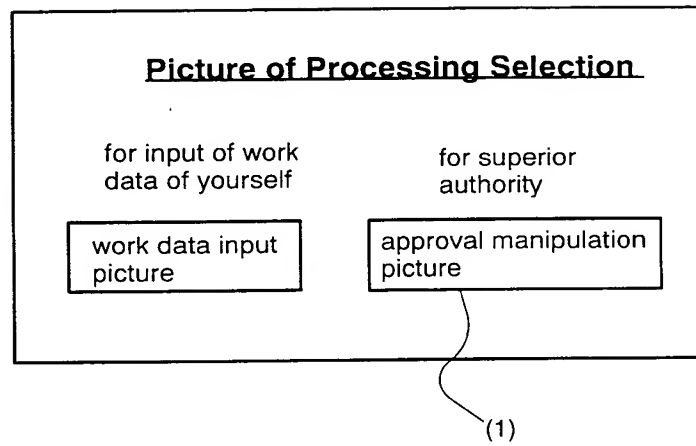 Picture of Processing Selection
for input of work
data of yourself
work data input
picture
for superior
authority
approval manipulation
picture
(1)